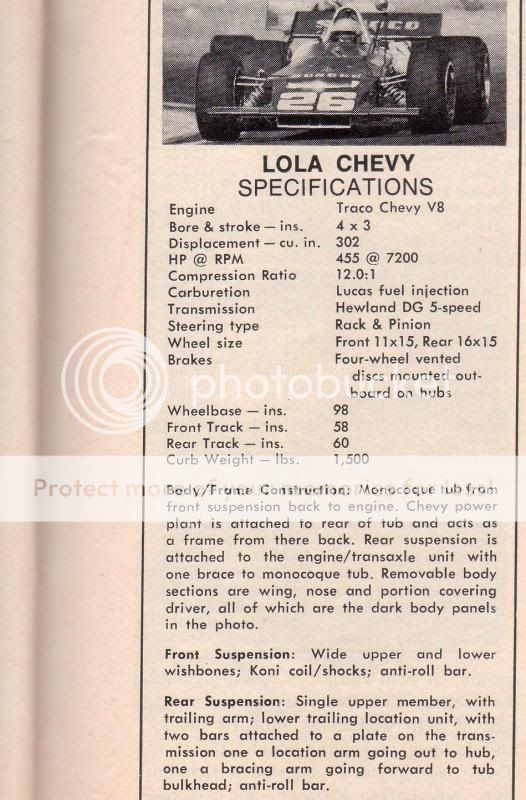 SUNOCO
SUNOCO
26
LOLA CHEVY
SPECIFICATIONS
Engine Traco Chevy V8
Bore & stroke — ins. 4 x 3
Displacement — cu. in. 302
HP @ RPM 455 @ 7200
Compression Ratio 12.0:1
Carburetion Lucas fuel injection
Transmission Hewland DG 5-speed
Steering type Rack & Pinion
Wheel size Front 11x15, Rear 16x15
Brakes Four-wheel vented
discs mounted out-
board on hubs
Wheelbase — ins. 98
Front Track — ins. 58
Rear Track — ins. 60
Curb Weight — lbs. 1,500
Body/Frame Construction: Monocoque tub from
front suspension back to engine. Chevy power
plant is attached to rear of tub and acts as
a frame from there back. Rear suspension is
attached to the engine/transaxle unit with
one brace to monocoque tub. Removable body
sections are wing, nose and portion covering
driver, all of which are the dark body panels
in the photo.
Front Suspension: Wide upper and lower
wishbones; Koni coil/shocks; anti-roll bar.
Rear Suspension: Single upper member, with
trailing arm; lower trailing location unit, with
two bars attached to a plate on the trans-
mission one a location arm going out to hub,
one a bracing arm going forward to tub
bulkhead; anti-roll bar.
photobucket
Protect more of your memories for less!